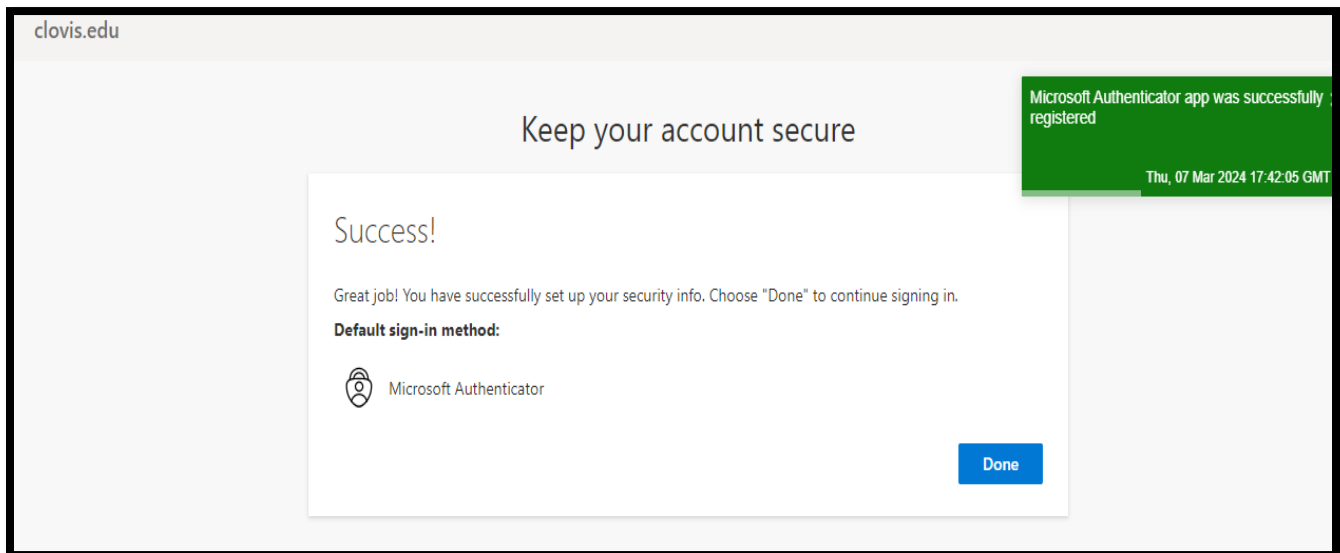 clovis.edu
Microsoft Authenticator app was successfully
registered
Thu, 07 Mar 2024 17:42:05 GMT
Keep your account secure
Success!
Great job! You have successfully set up your security info. Choose "Done" to continue signing in.
Default sign-in method:
Microsoft Authenticator
Done